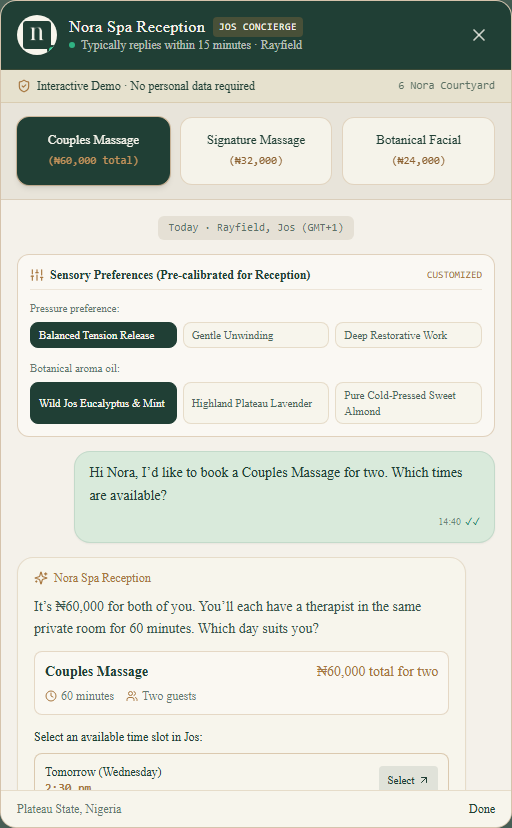 n
Nora Spa Reception
JOS CONCIERGE
Typically replies within 15 minutes · Rayfield
Interactive Demo · No personal data required
6 Nora Courtyard
Couples Massage
(₦60,000 total)
Signature Massage
(₦32,000)
Botanical Facial
(₦24,000)
Today · Rayfield, Jos (GMT+1)
Sensory Preferences (Pre-calibrated for Reception)
CUSTOMIZED
Pressure preference:
Balanced Tension Release
Gentle Unwinding
Deep Restorative Work
Botanical aroma oil:
Wild Jos Eucalyptus & Mint
Highland Plateau Lavender
Pure Cold-Pressed Sweet
Almond
Hi Nora, I’d like to book a Couples Massage for two. Which times
are available?
14:40 ✓✓
Nora Spa Reception
It’s ₦60,000 for both of you. You’ll each have a therapist in the same
private room for 60 minutes. Which day suits you?
Couples Massage
₦60,000 total for two
60 minutes
Two guests
Select an available time slot in Jos:
Tomorrow (Wednesday)
2:30 pm
Select ↗
Plateau State, Nigeria
Done